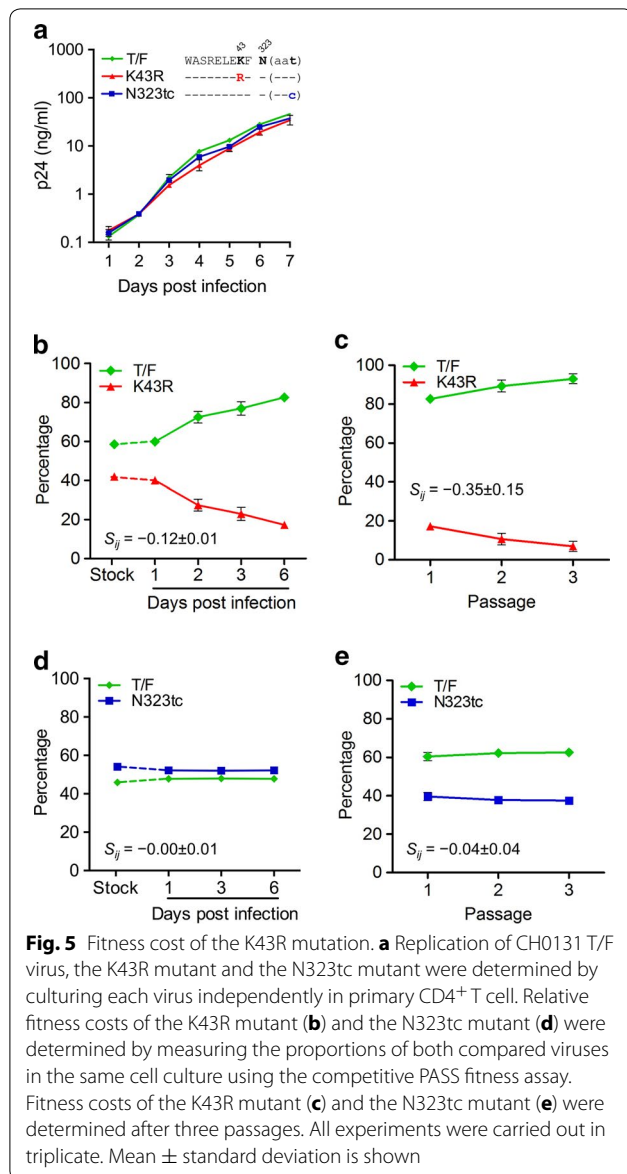 a
1000
100
10
1
0.1
p24 (ng/ml)
T/F
K43R
N323tc
43 323
WASRELEKF N(aat)
-------R- -(---)
--------- -(--c)
1 2 3 4 5 6 7
Days post infection
b
T/F
K43R
100
80
60
40
20
0
Percentage
S_ij = −0.12±0.01
Stock 1 2 3 6
Days post infection
c
T/F
K43R
100
80
60
40
20
0
Percentage
S_ij = −0.35±0.15
1 2 3
Passage
d
T/F
N323tc
100
80
60
40
20
0
Percentage
S_ij = −0.00±0.01
Stock 1 3 6
Days post infection
e
T/F
N323tc
100
80
60
40
20
0
Percentage
S_ij = −0.04±0.04
1 2 3
Passage
Fig. 5 Fitness cost of the K43R mutation. a Replication of CH0131 T/F
virus, the K43R mutant and the N323tc mutant were determined by
culturing each virus independently in primary CD4⁺ T cell. Relative
fitness costs of the K43R mutant (b) and the N323tc mutant (d) were
determined by measuring the proportions of both compared viruses
in the same cell culture using the competitive PASS fitness assay.
Fitness costs of the K43R mutant (c) and the N323tc mutant (e) were
determined after three passages. All experiments were carried out in
triplicate. Mean ± standard deviation is shown